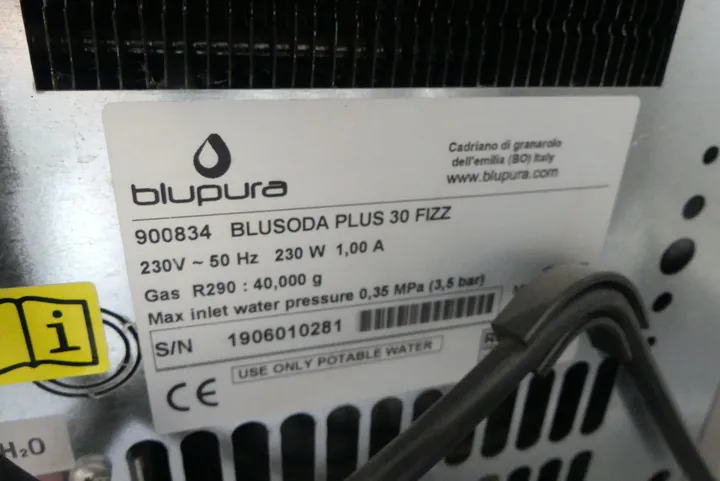 blupura
Cadriano di granarolo
dell'emilia (BO) Italy
www.blupura.com
900834 BLUSODA PLUS 30 FIZZ
230V ~ 50 Hz 230 W 1,00 A
Gas R290 : 40,000 g
Max inlet water pressure 0,35 MPa (3,5 bar)
S/N 1906010281
USE ONLY POTABLE WATER
CE
i
H₂O